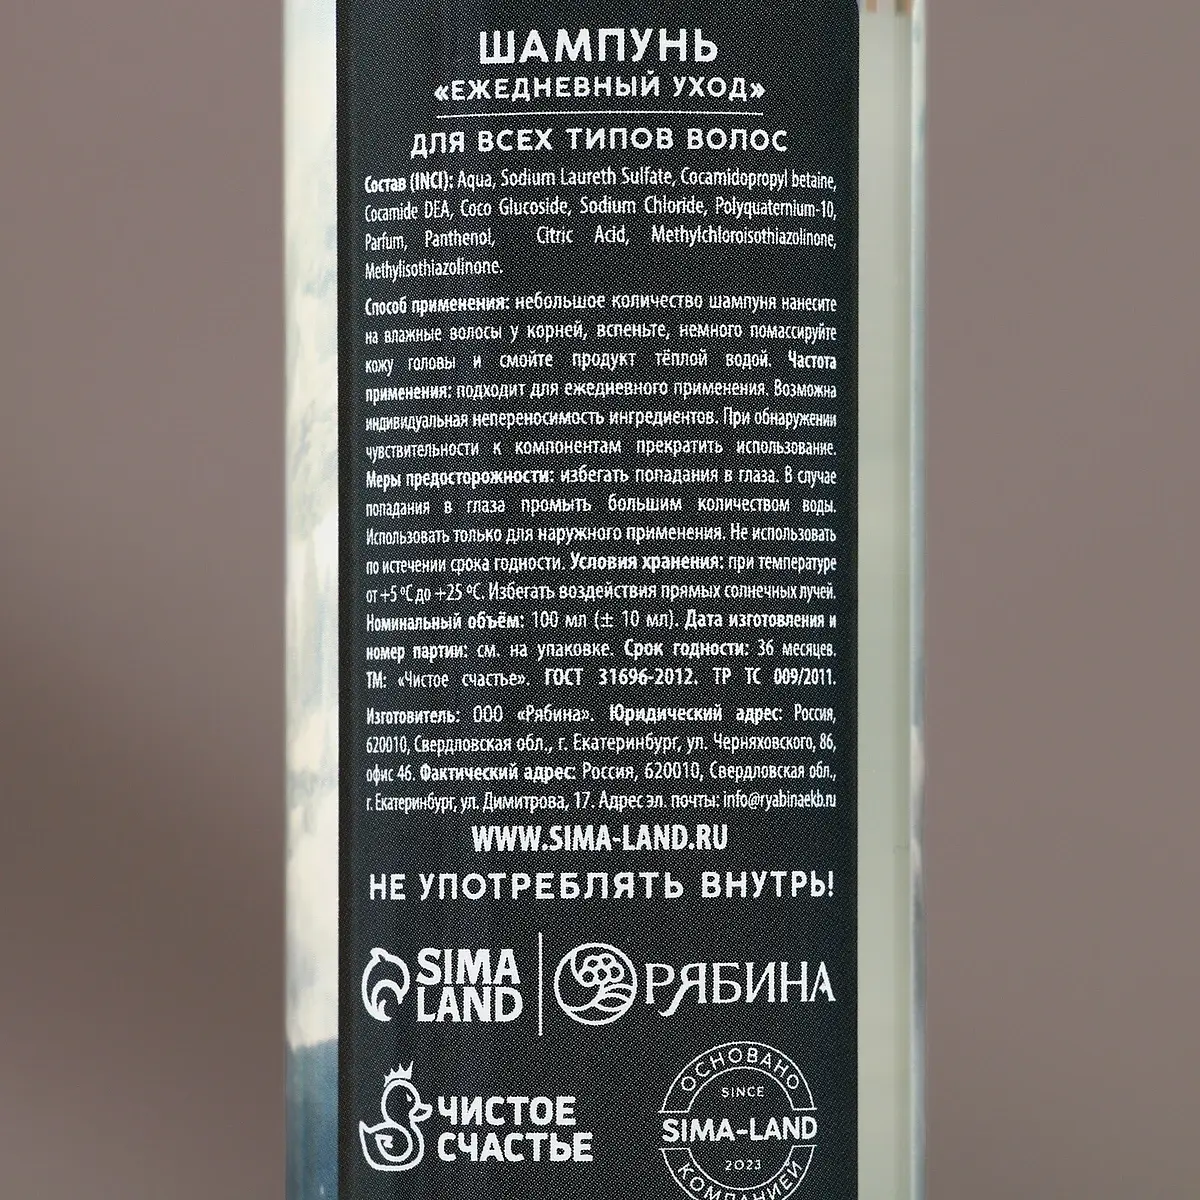 ШАМПУНЬ
«ЕЖЕДНЕВНЫЙ УХОД»
ДЛЯ ВСЕХ ТИПОВ ВОЛОС
Состав (INCI): Aqua, Sodium Laureth Sulfate, Cocamidopropyl betaine,
Cocamide DEA, Coco Glucoside, Sodium Chloride, Polyquaternium-10,
Parfum, Panthenol, Citric Acid, Methylchloroisothiazolinone,
Methylisothiazolinone.
Способ применения: небольшое количество шампуня нанесите
на влажные волосы у корней, вспеньте, немного помассируйте
кожу головы и смойте продукт тёплой водой. Частота
применения: подходит для ежедневного применения. Возможна
индивидуальная непереносимость ингредиентов. При обнаружении
чувствительности к компонентам прекратить использование.
Меры предосторожности: избегать попадания в глаза. В случае
попадания в глаза промыть большим количеством воды.
Использовать только для наружного применения. Не использовать
по истечении срока годности. Условия хранения: при температуре
от +5 ºС до +25 ºС. Избегать воздействия прямых солнечных лучей.
Номинальный объём: 100 мл (± 10 мл). Дата изготовления и
номер партии: см. на упаковке. Срок годности: 36 месяцев.
ТМ: «Чистое счастье». ГОСТ 31696-2012. ТР ТС 009/2011.
Изготовитель: ООО «Рябина». Юридический адрес: Россия,
620010, Свердловская обл., г. Екатеринбург, ул. Черняховского, 86,
офис 46. Фактический адрес: Россия, 620010, Свердловская обл.,
г. Екатеринбург, ул. Димитрова, 17. Адрес эл. почты: info@ryabinaekb.ru
WWW.SIMA-LAND.RU
НЕ УПОТРЕБЛЯТЬ ВНУТРЬ!
SIMA
LAND
РЯБИНА
ЧИСТОЕ
СЧАСТЬЕ
ОСНОВАНО
SINCE
SIMA-LAND
2023
КОМПАНИЕЙ